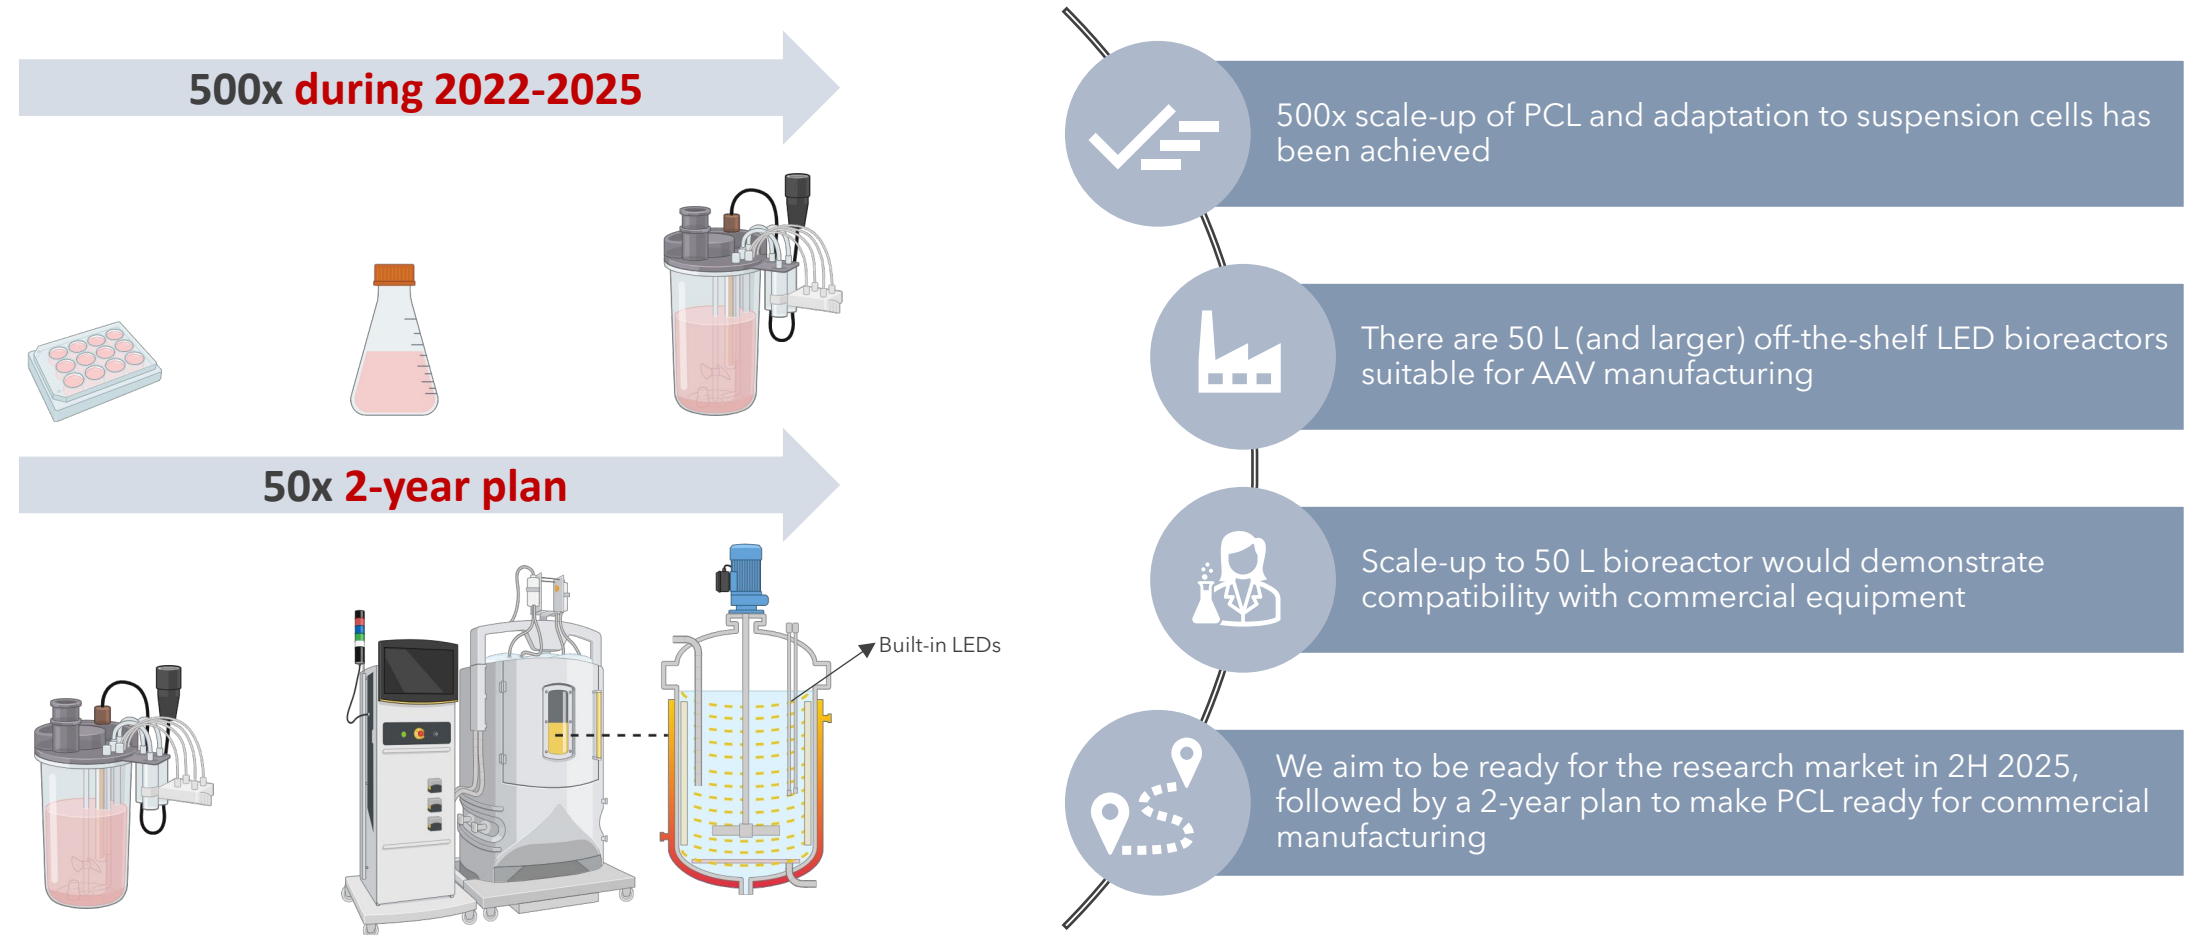 500x during 2022-2025
50x 2-year plan
Built-in LEDs
500x scale-up of PCL and adaptation to suspension cells has
been achieved
There are 50 L (and larger) off-the-shelf LED bioreactors
suitable for AAV manufacturing
Scale-up to 50 L bioreactor would demonstrate
compatibility with commercial equipment
We aim to be ready for the research market in 2H 2025,
followed by a 2-year plan to make PCL ready for commercial
manufacturing